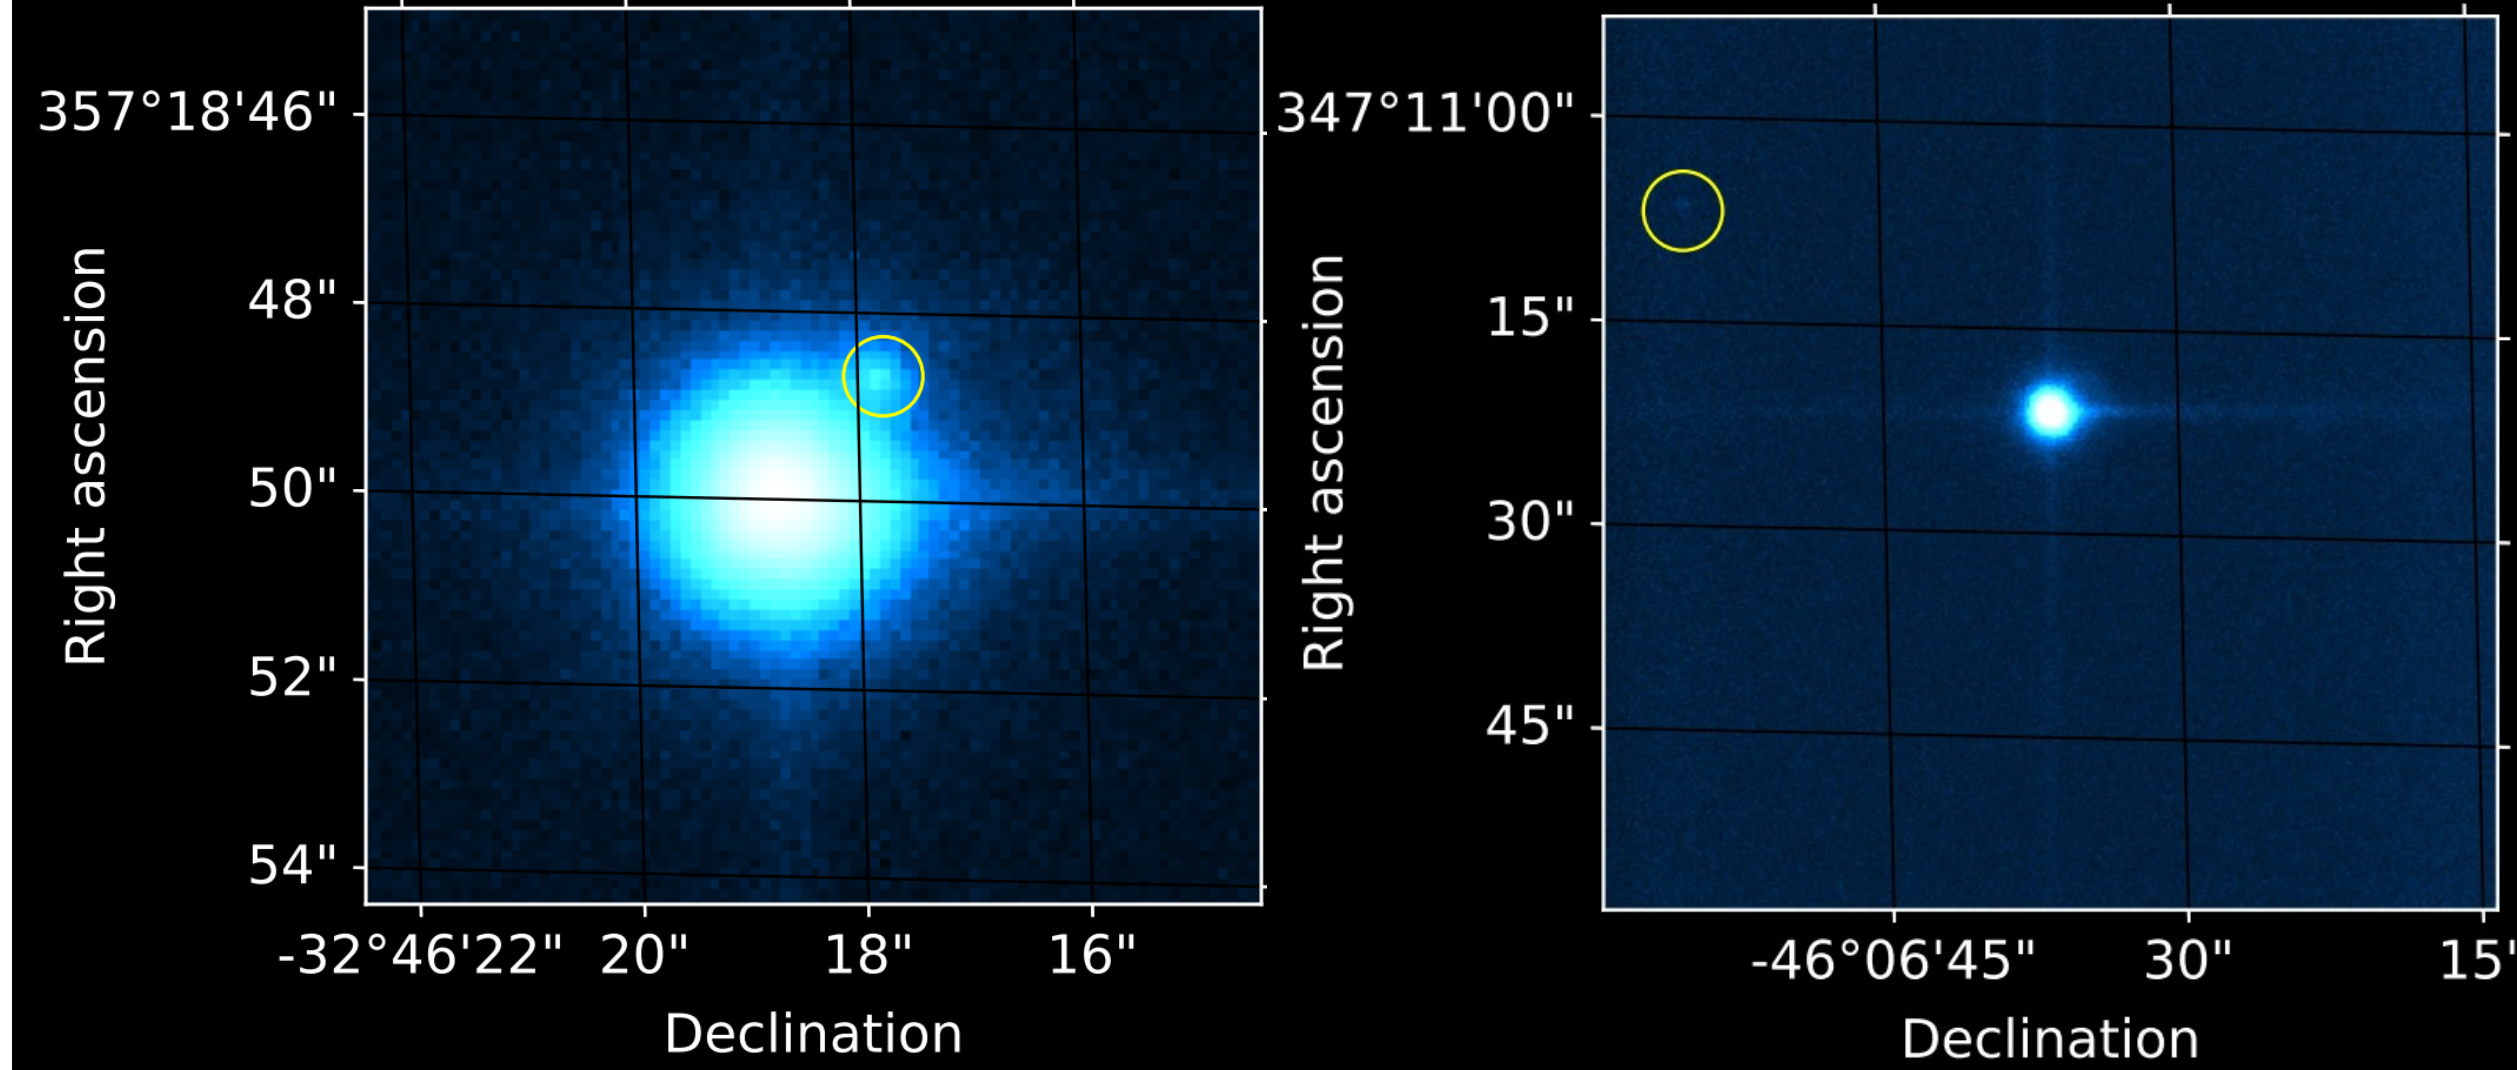 357°18'46"
48"
50"
52"
54"
Right ascension
-32°46'22" 20" 18" 16"
Declination
347°11'00"
15"
30"
45"
Right ascension
-46°06'45" 30" 15'
Declination